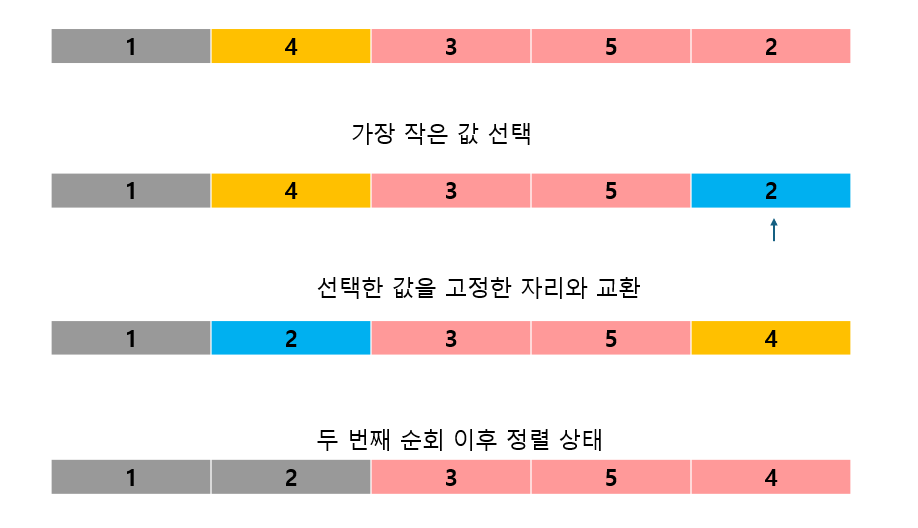 1 4 3 5 2
가장 작은 값 선택
1 4 3 5 2
선택한 값을 고정한 자리와 교환
1 2 3 5 4
두 번째 순회 이후 정렬 상태
1 2 3 5 4